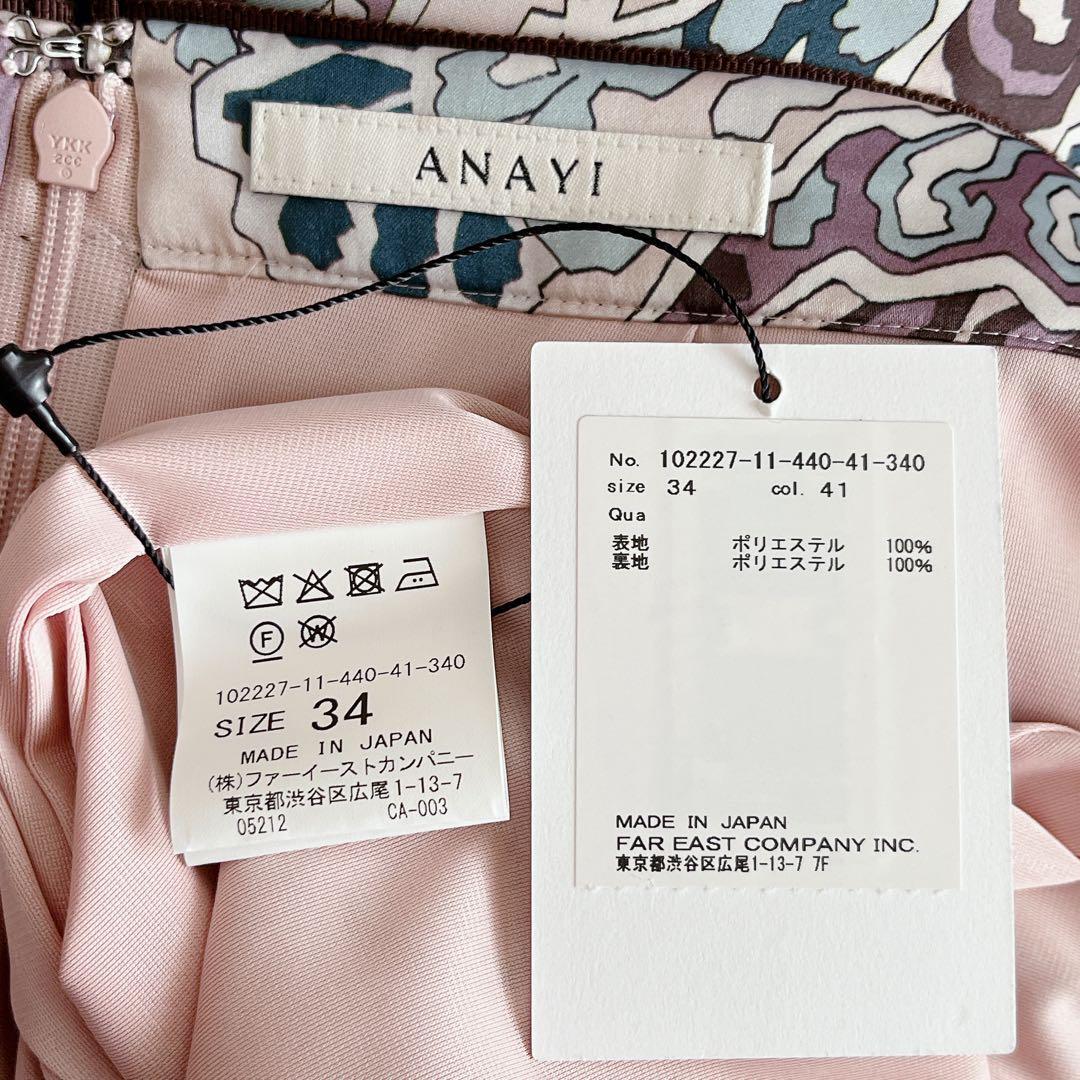 YKK
2CC
ANAYI
No. 102227-11-440-41-340
size 34 col. 41
Qua
表地 ポリエステル 100%
裏地 ポリエステル 100%
MADE IN JAPAN
FAR EAST COMPANY INC.
東京都渋谷区広尾1-13-7 7F
F W
102227-11-440-41-340
SIZE 34
MADE IN JAPAN
(株)ファーイーストカンパニー
東京都渋谷区広尾1-13-7
05212 CA-003